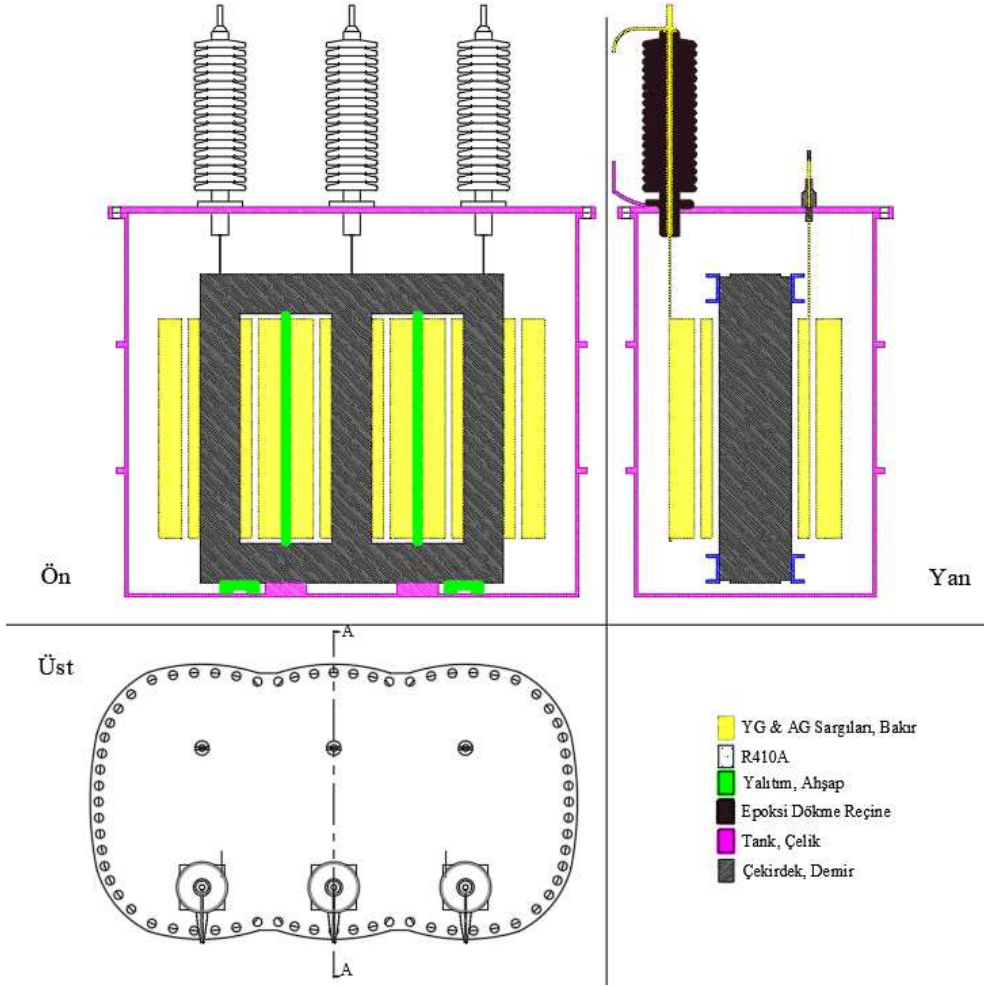 Ön
Yan
Üst
A
A
YG & AG Sargıları, Bakır
R410A
Yalıtım, Ahşap
Epoksi Dökme Reçine
Tank, Çelik
Çekirdek, Demir